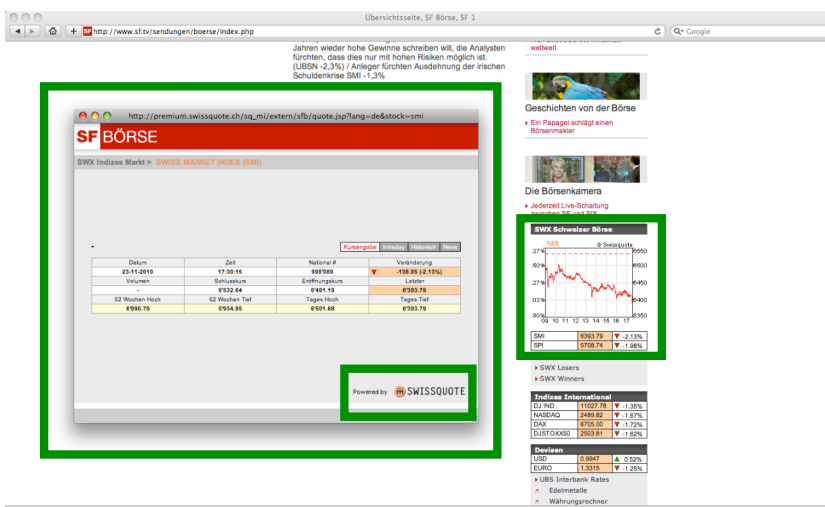 Übersichtsseite, SF Börse, SF 1
http://www.sf.tv/sendungen/boerse/index.php
Google
Jahren wieder hohe Gewinne schreiben will, die Analysten
fürchten, dass dies nur mit hohen Risiken möglich ist.
(UBSN -2,3%) / Anleger fürchten Ausdehnung der irischen
Schuldenkrise SMI -1,3%
weltweit
Geschichten von der Börse
Ein Papagei schlägt einen
Börsenmakler
Die Börsenkamera
Jederzeit Live-Schaltung
zwischen SF und SIX
http://premium.swissquote.ch/sq_mi/extern/sfb/quote.jsp?lang=de&stock=smi
SF BÖRSE
SWX Indizes Markt > SWISS MARKET INDEX (SMI)
-
Kursangabe Intraday Historisch News
Datum Zeit National # Veränderung
23-11-2010 17:30:15 998'089 -138.85 (-2.13%)
Volumen Schlusskurs Eröffnungskurs Letzter
- 6'532.64 6'491.19 6'393.79
52 Wochen Hoch 52 Wochen Tief Tages Hoch Tages Tief
6'990.70 5'934.95 6'501.68 6'393.79
Powered by SWISSQUOTE
SWX Schweizer Börse
SMI © Swissquote
.27% 6550
.50% 6500
.27% 6450
.03% 6400
.80% 6350
09 10 11 12 13 14 15 16 17
SMI 6393.79 -2.13%
SPI 5708.74 -1.98%
SWX Losers
SWX Winners
Indizes International
DJ IND 11027.78 -1.35%
NASDAQ 2489.82 -1.67%
DAX 6705.00 -1.72%
DJSTOXX50 2503.81 -1.62%
Devisen
USD 0.9947 0.52%
EURO 1.3315 -1.25%
UBS Interbank Rates
Edelmetalle
Währungsrechner